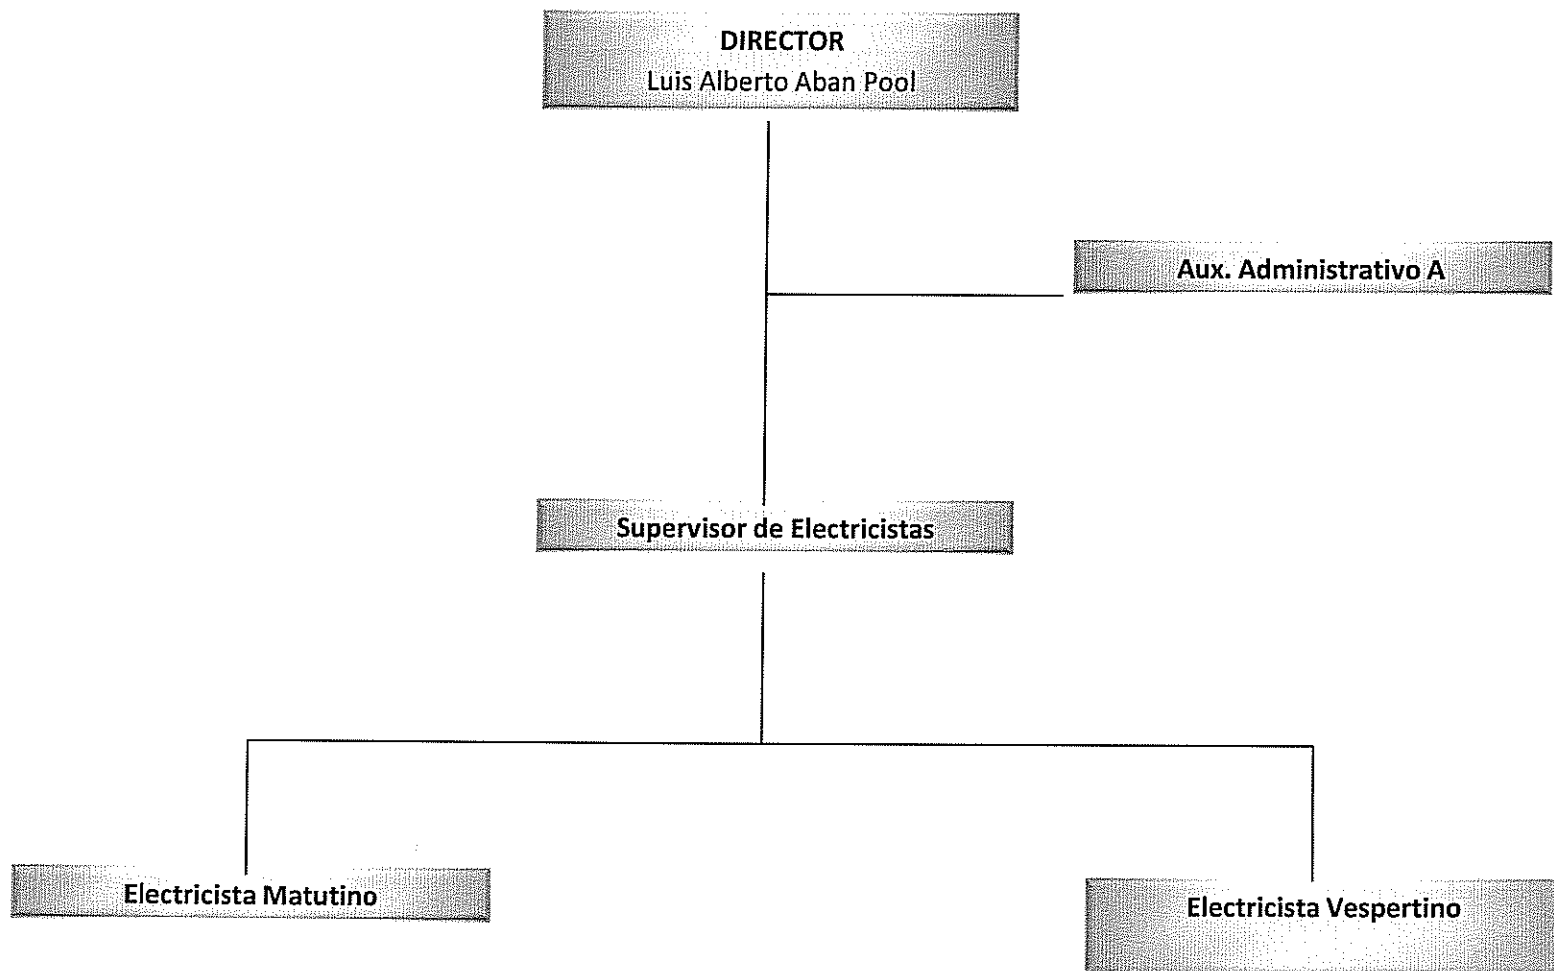 DIRECTOR
Luis Alberto Aban Pool
Aux. Administrativo A
Supervisor de Electricistas
Electricista Matutino
Electricista Vespertino